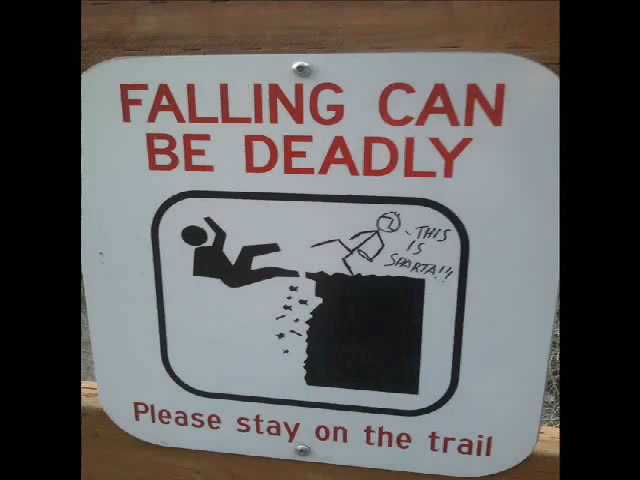 FALLING CAN
BE DEADLY
- THIS
IS
SPARTA!!!
Please stay on the trail